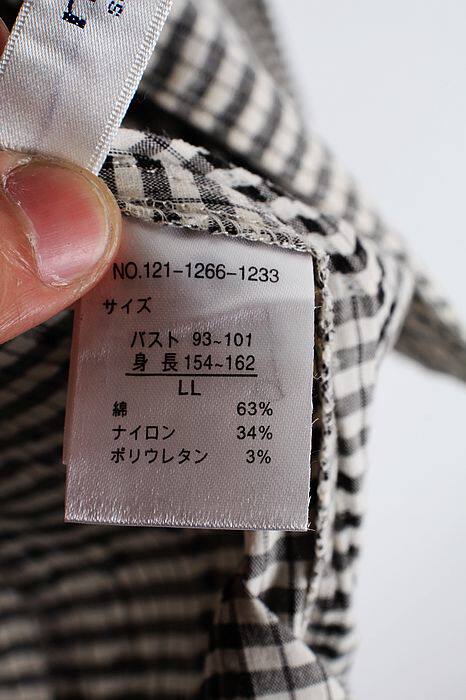 NO.121-1266-1233
サイズ
バスト 93~101
身 長 154~162
LL
綿 63%
ナイロン 34%
ポリウレタン 3%